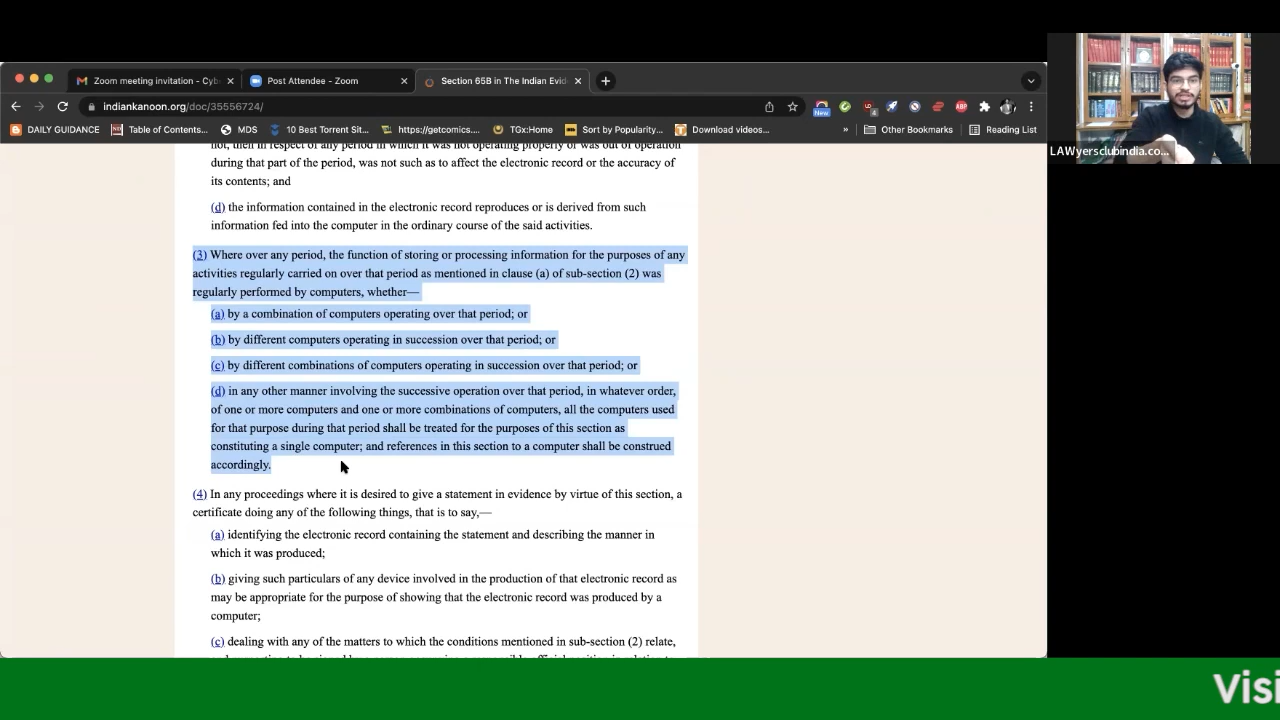 Zoom meeting invitation - Cyb
Post Attendee - Zoom
Section 65B in The Indian Evid
indiankanoon.org/doc/35556724/
New
4
ABP
DAILY GUIDANCE
Table of Contents...
MDS
10 Best Torrent Sit...
https://getcomics....
TGx:Home
Sort by Popularity...
Download videos...
»
Other Bookmarks
Reading List
LAWyersclubindia.co...
not, then in respect of any period in which it was not operating properly or was out of operation
during that part of the period, was not such as to affect the electronic record or the accuracy of
its contents; and
(d) the information contained in the electronic record reproduces or is derived from such
information fed into the computer in the ordinary course of the said activities.
(3) Where over any period, the function of storing or processing information for the purposes of any
activities regularly carried on over that period as mentioned in clause (a) of sub-section (2) was
regularly performed by computers, whether—
(a) by a combination of computers operating over that period; or
(b) by different computers operating in succession over that period; or
(c) by different combinations of computers operating in succession over that period; or
(d) in any other manner involving the successive operation over that period, in whatever order,
of one or more computers and one or more combinations of computers, all the computers used
for that purpose during that period shall be treated for the purposes of this section as
constituting a single computer; and references in this section to a computer shall be construed
accordingly.
(4) In any proceedings where it is desired to give a statement in evidence by virtue of this section, a
certificate doing any of the following things, that is to say,—
(a) identifying the electronic record containing the statement and describing the manner in
which it was produced;
(b) giving such particulars of any device involved in the production of that electronic record as
may be appropriate for the purpose of showing that the electronic record was produced by a
computer;
(c) dealing with any of the matters to which the conditions mentioned in sub-section (2) relate,
Visi